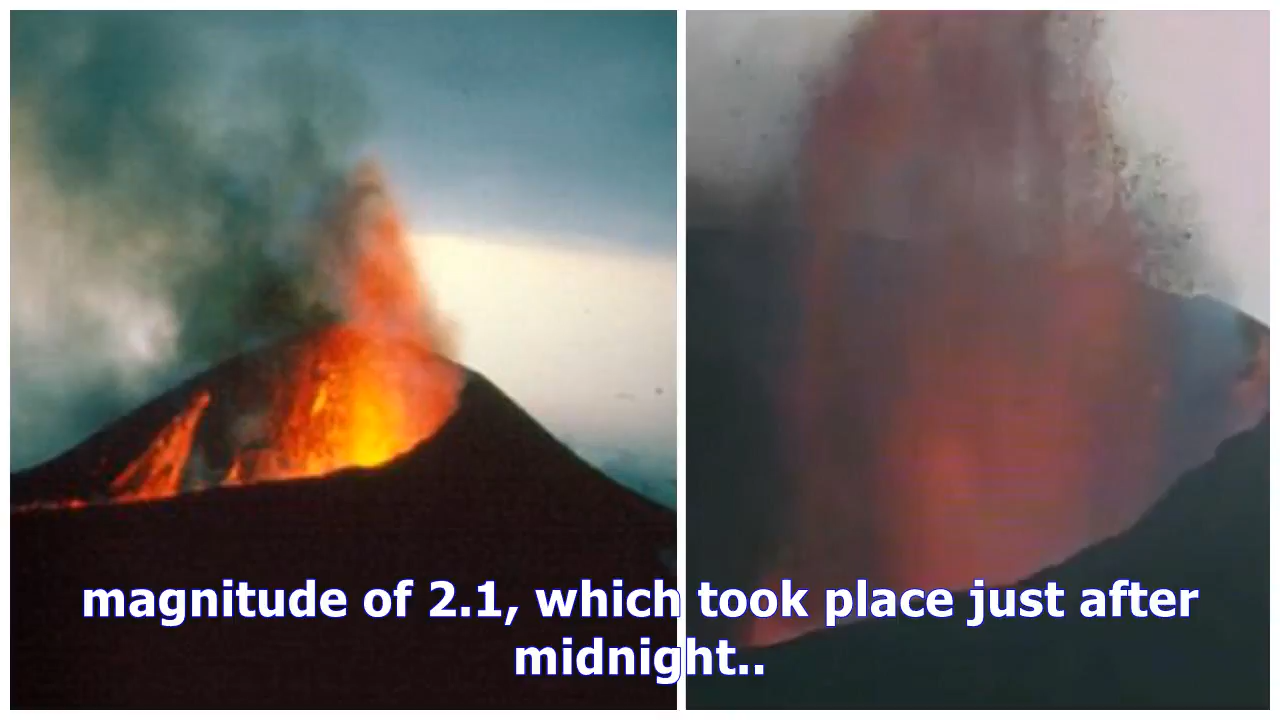 magnitude of 2.1, which took place just after
midnight..